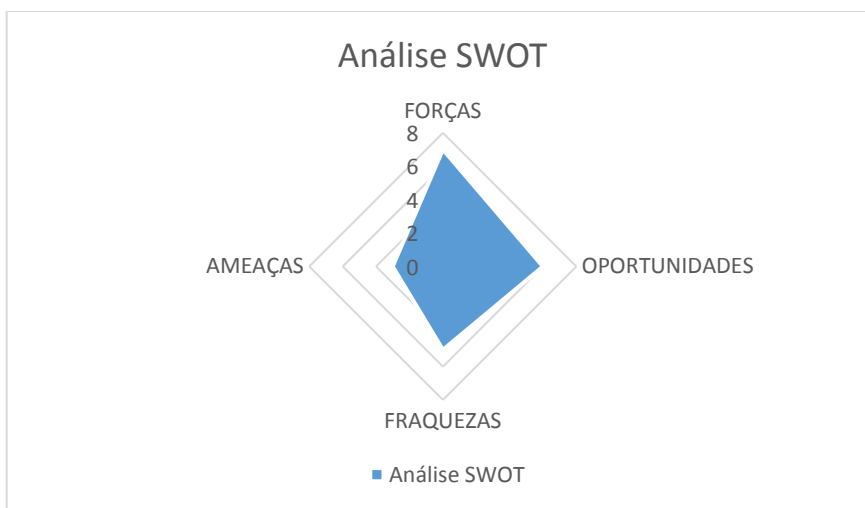 Análise SWOT
FORÇAS
8
6
4
2
0
AMEAÇAS
OPORTUNIDADES
FRAQUEZAS
Análise SWOT